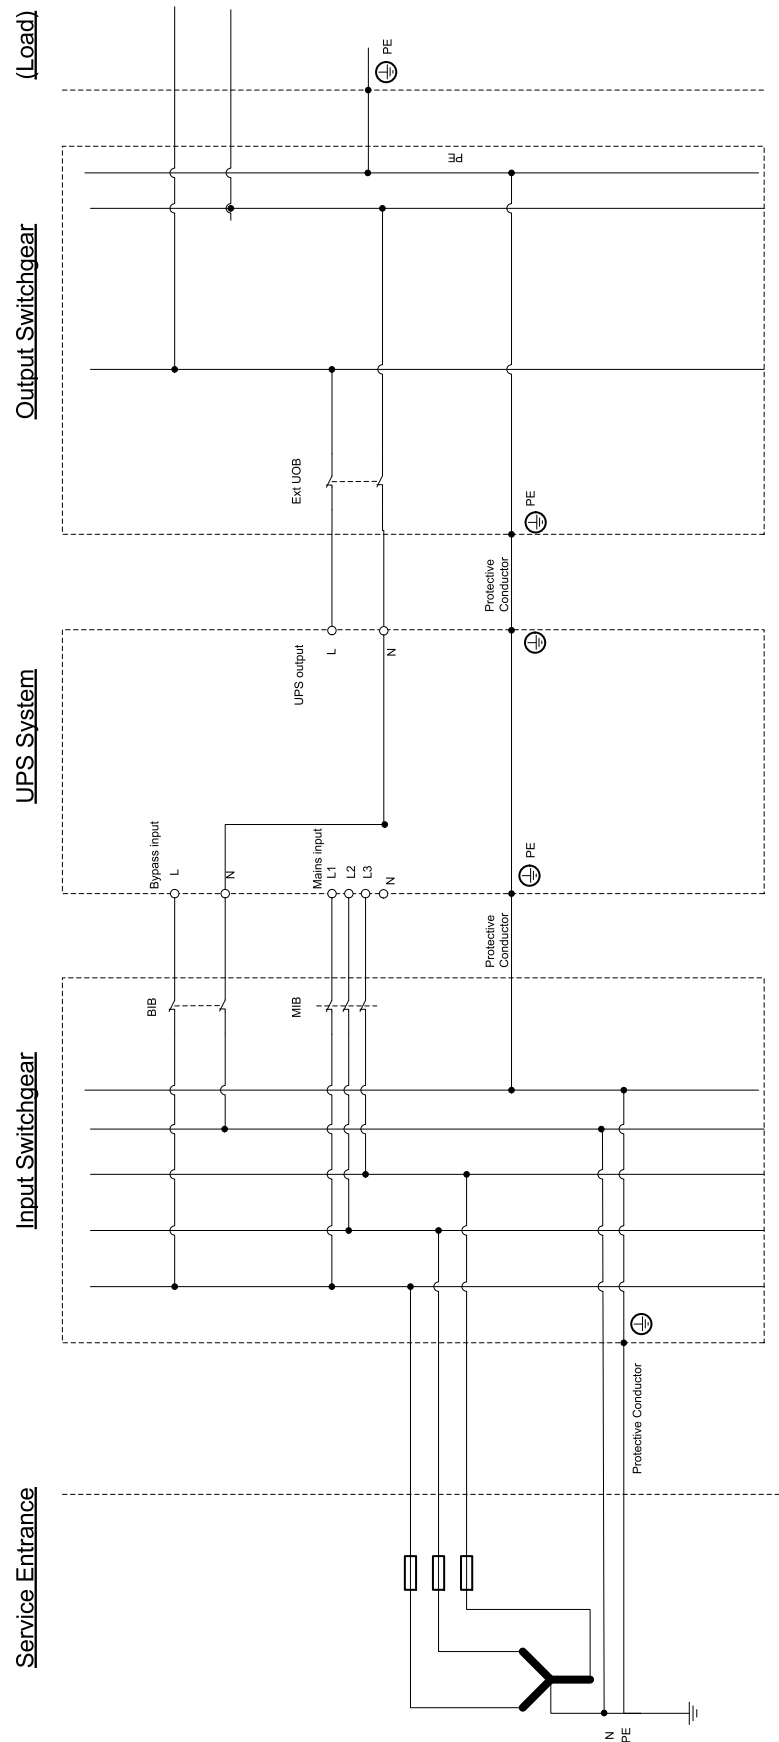 Service Entrance
Input Switchgear
UPS System
Output Switchgear
(Load)
N
PE
Protective Conductor
BIB
MIB
Protective
Conductor
Bypass input
L
N
Mains input
L1
L2
L3
N
PE
UPS output
L
N
Protective
Conductor
PE
Ext UOB
PE
PE